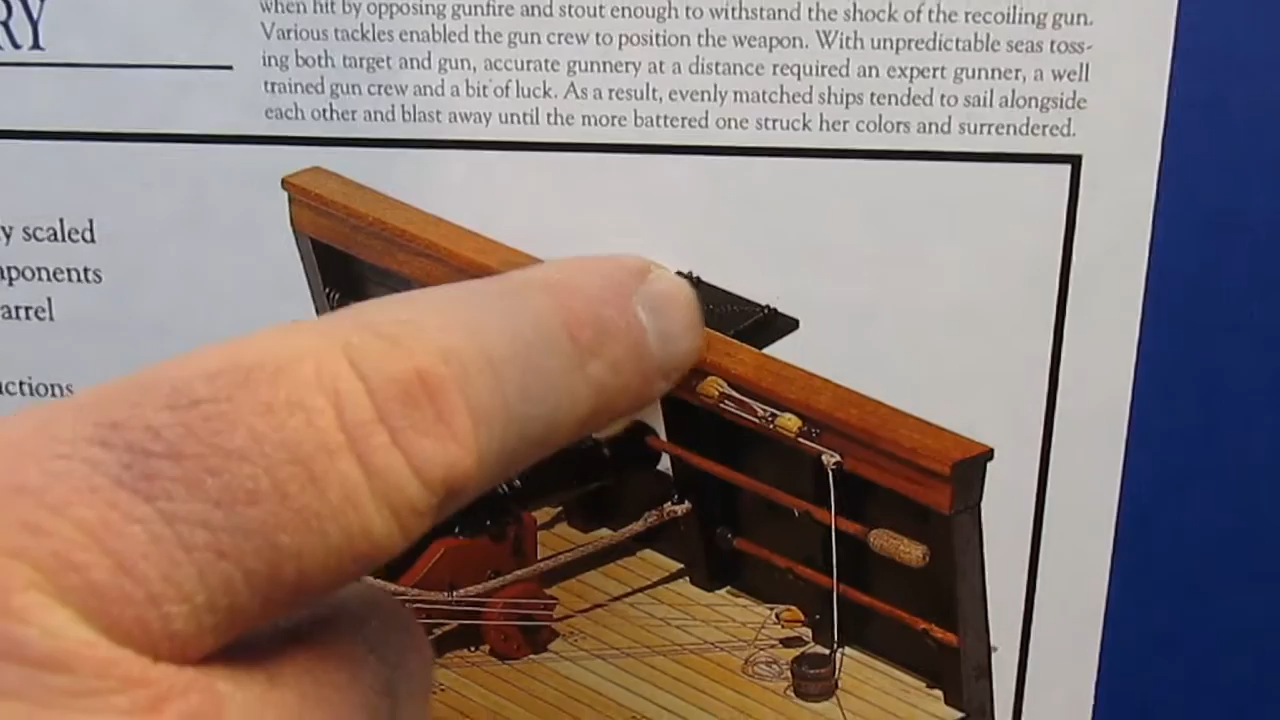 RY
when hit by opposing gunfire and stout enough to withstand the shock of the recoiling gun.
Various tackles enabled the gun crew to position the weapon. With unpredictable seas toss-
ing both target and gun, accurate gunnery at a distance required an expert gunner, a well
trained gun crew and a bit of luck. As a result, evenly matched ships tended to sail alongside
each other and blast away until the more battered one struck her colors and surrendered.
y scaled
ponents
arrel
ctions